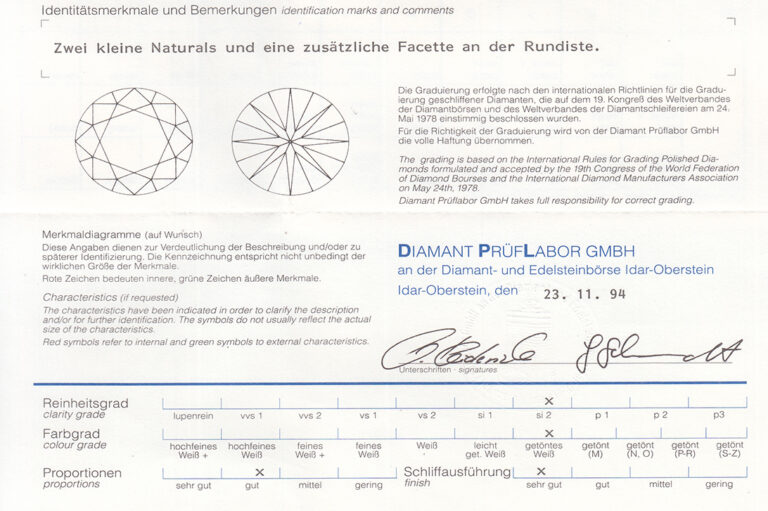 Identitätsmerkmale und Bemerkungen identification marks and comments
Zwei kleine Naturals und eine zusätzliche Facette an der Rundiste.
Die Graduierung erfolgte nach den internationalen Richtlinien für die Gradu-
ierung geschliffener Diamanten, die auf dem 19. Kongreß des Weltverbandes
der Diamantbörsen und des Weltverbandes der Diamantschleifereien am 24.
Mai 1978 einstimmig beschlossen wurden.
Für die Richtigkeit der Graduierung wird von der Diamant Prüflabor GmbH
die volle Haftung übernommen.
The grading is based on the International Rules for Grading Polished Dia-
monds formulated and accepted by the 19th Congress of the World Federation
of Diamond Bourses and the International Diamond Manufacturers Association
on May 24th, 1978.
Diamant Prüflabor GmbH takes full responsibility for correct grading.
Merkmaldiagramme (auf Wunsch)
Diese Angaben dienen zur Verdeutlichung der Beschreibung und/oder zu
späterer Identifizierung. Die Kennzeichnung entspricht nicht unbedingt der
wirklichen Größe der Merkmale.
Rote Zeichen bedeuten innere, grüne Zeichen äußere Merkmale.
Characteristics (if requested)
The characteristics have been indicated in order to clarify the description
and/or for further identification. The symbols do not usually reflect the actual
size of the characteristics.
Red symbols refer to internal and green symbols to external characteristics.
DIAMANT PRÜFLABOR GMBH
an der Diamant- und Edelsteinbörse Idar-Oberstein
Idar-Oberstein, den 23. 11. 94
Unterschriften · signatures
Reinheitsgrad x
clarity grade lupenrein vvs 1 vvs 2 vs 1 vs 2 si 1 si 2 p 1 p 2 p3
Farbgrad x
colour grade hochfeines hochfeines feines feines Weiß leicht getöntes getönt getönt getönt getönt
Weiß + Weiß Weiß + Weiß get. Weiß Weiß (M) (N, O) (P-R) (S-Z)
Proportionen x Schliffausführung x
proportions sehr gut gut mittel gering finish sehr gut gut mittel gering